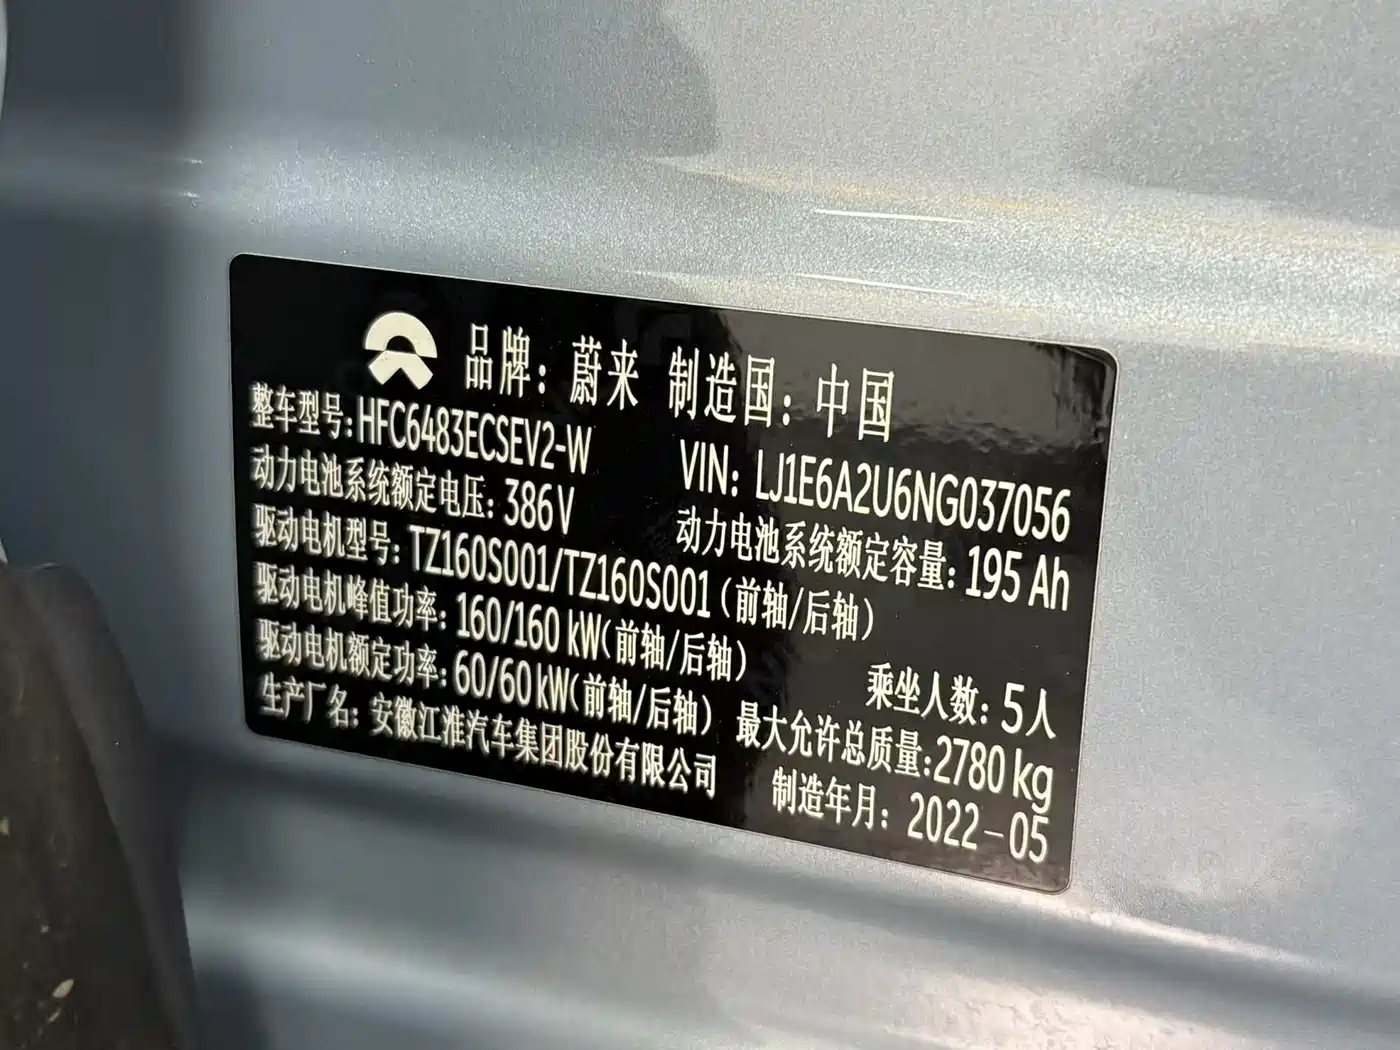 品牌：蔚来 制造国：中国
整车型号：HFC6483ECSEV2-W VIN：LJ1E6A2U6NG037056
动力电池系统额定电压：386V 动力电池系统额定容量：195 Ah
驱动电机型号：TZ160S001/TZ160S001（前轴/后轴）
驱动电机峰值功率：160/160 kW（前轴/后轴） 乘坐人数：5人
驱动电机额定功率：60/60kW（前轴/后轴） 最大允许总质量：2780 kg
生产厂名：安徽江淮汽车集团股份有限公司 制造年月：2022-05